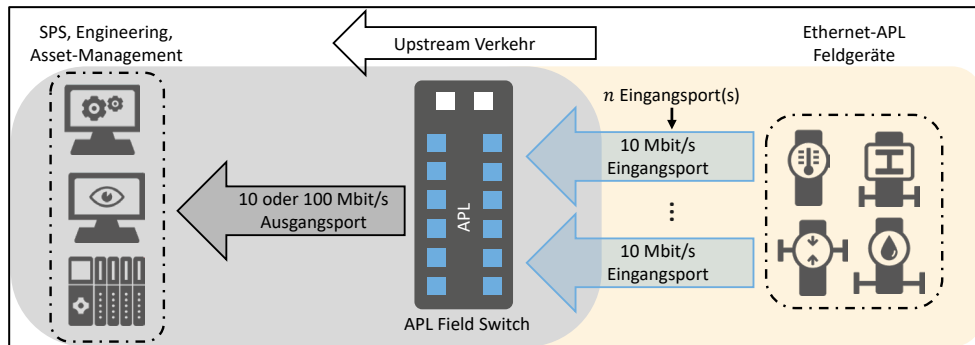 SPS, Engineering,
Asset-Management
Upstream Verkehr
Ethernet-APL
Feldgeräte
n Eingangsport(s)
10 Mbit/s
Eingangsport
10 oder 100 Mbit/s
Ausgangsport
APL
...
10 Mbit/s
Eingangsport
APL Field Switch